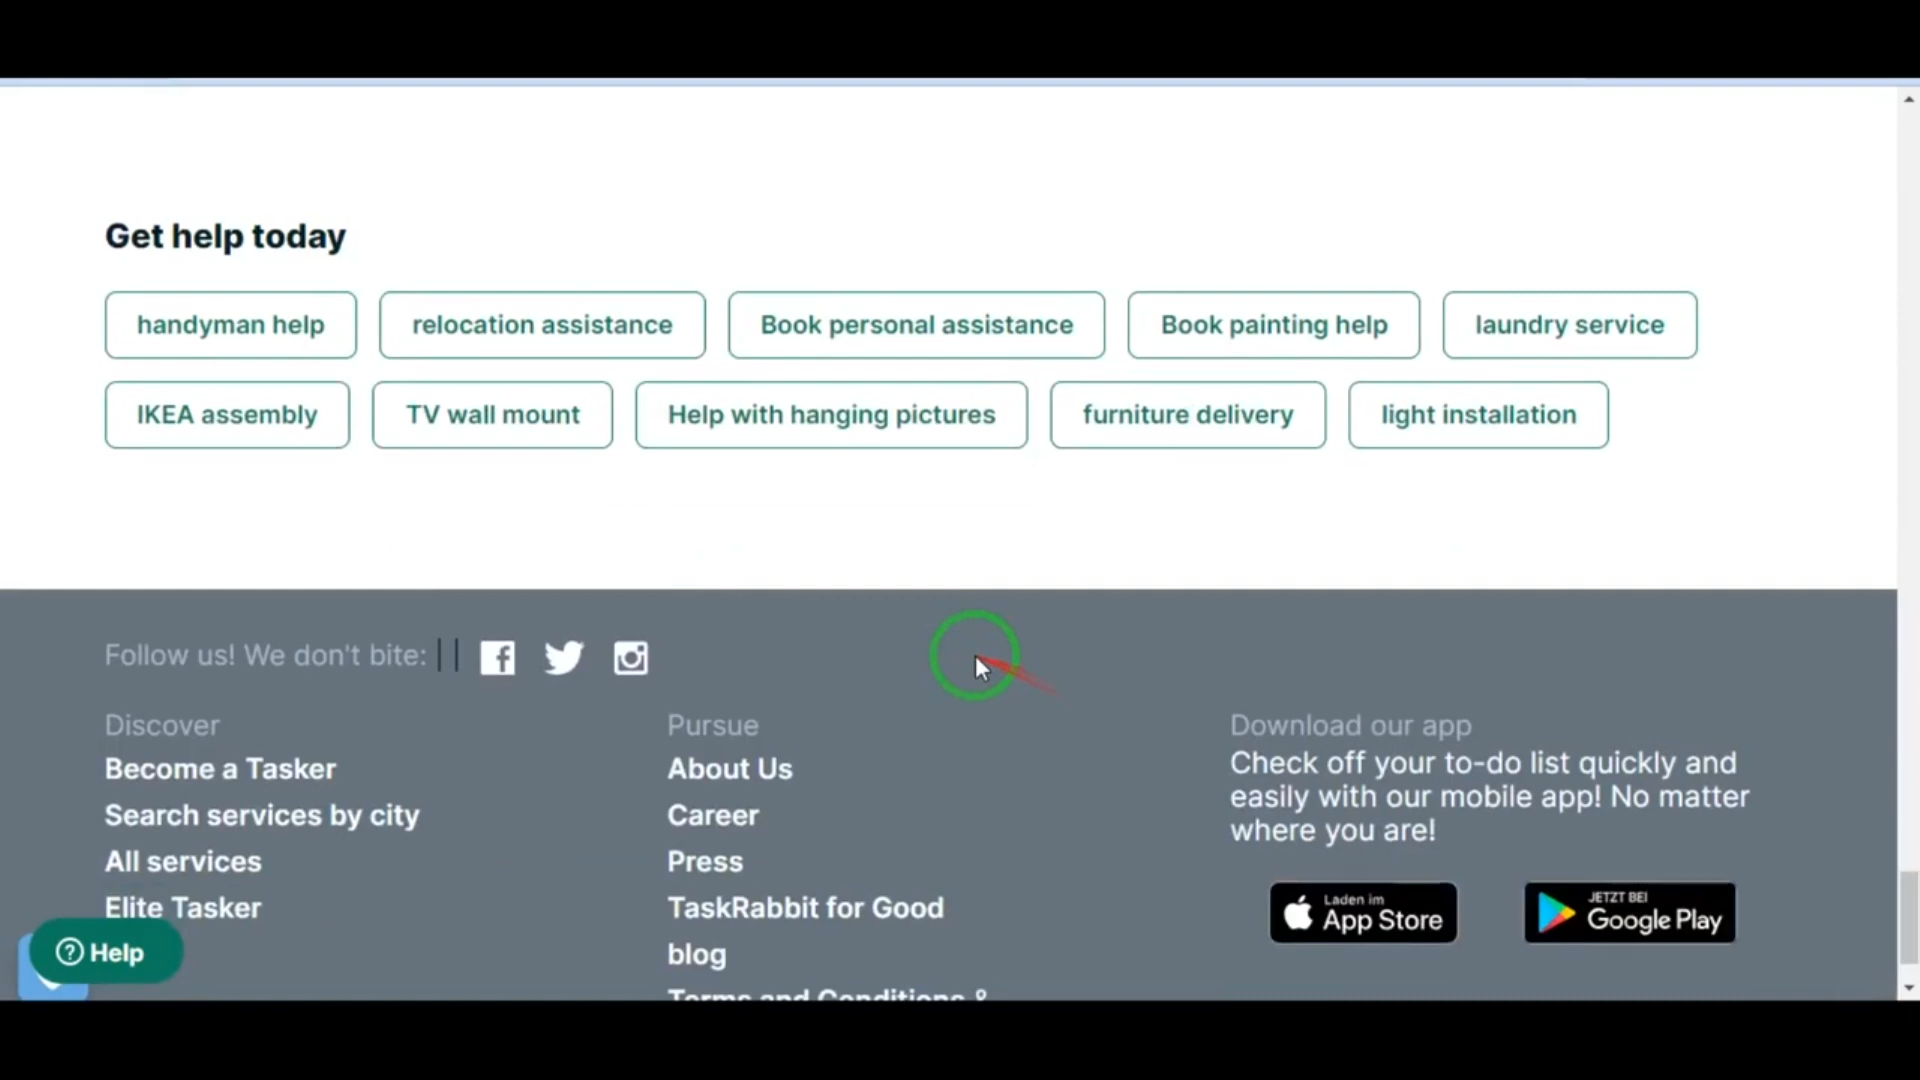 Get help today
handyman help
relocation assistance
Book personal assistance
Book painting help
laundry service
IKEA assembly
TV wall mount
Help with hanging pictures
furniture delivery
light installation
Follow us! We don't bite:
Discover
Become a Tasker
Search services by city
All services
Elite Tasker
Pursue
About Us
Career
Press
TaskRabbit for Good
blog
Terms and Conditions &
Download our app
Check off your to-do list quickly and
easily with our mobile app! No matter
where you are!
Laden im
App Store
JETZT BEI
Google Play
Help